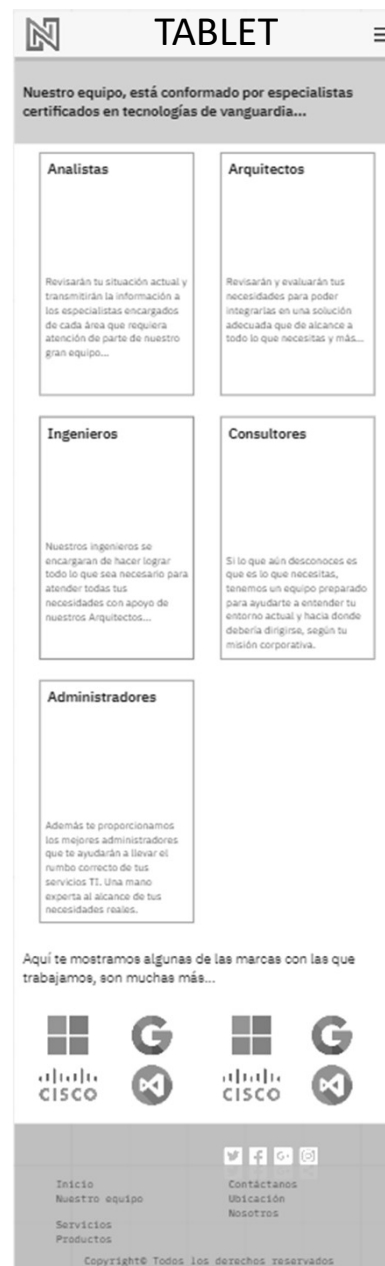 TABLET
Nuestro equipo, está conformado por especialistas
certificados en tecnologías de vanguardia...
Analistas
Revisarán tu situación actual y
transmitirán la información a
los especialistas encargados
de cada área que requiera
atención de parte de nuestro
gran equipo...
Arquitectos
Revisarán y evaluarán tus
necesidades para poder
integrarlas en una solución
adecuada que de alcance a
todo lo que necesitas y más...
Ingenieros
Nuestros ingenieros se
encargaran de hacer lograr
todo lo que sea necesario para
atender todas tus
necesidades con apoyo de
nuestros Arquitectos...
Consultores
Si lo que aún desconoces es
que es lo que necesitas,
tenemos un equipo preparado
para ayudarte a entender tu
entorno actual y hacia donde
debería dirigirse, según tu
misión corporativa.
Administradores
Además te proporcionamos
los mejores administradores
que te ayudarán a llevar el
rumbo correcto de tus
servicios TI. Una mano
experta al alcance de tus
necesidades reales.
Aquí te mostramos algunas de las marcas con las que
trabajamos, son muchas más...
G
G
CISCO
CISCO
G+
Inicio
Nuestro equipo
Servicios
Productos
Contáctanos
Ubicación
Nosotros
Copyright© Todos los derechos reservados